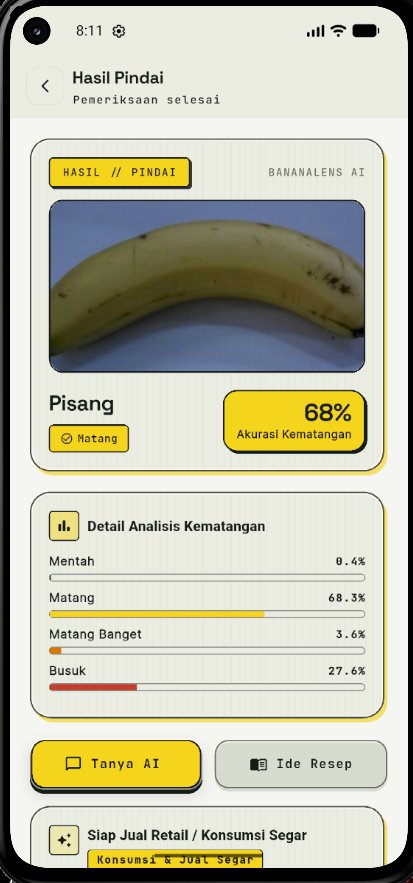 8:11
Hasil Pindai
Pemeriksaan selesai
HASIL // PINDAI
BANANALENS AI
Pisang
68%
Matang
Akurasi Kematangan
Detail Analisis Kematangan
Mentah 0.4%
Matang 68.3%
Matang Banget 3.6%
Busuk 27.6%
Tanya AI
Ide Resep
Siap Jual Retail / Konsumsi Segar
Konsumsi & Jual Segar